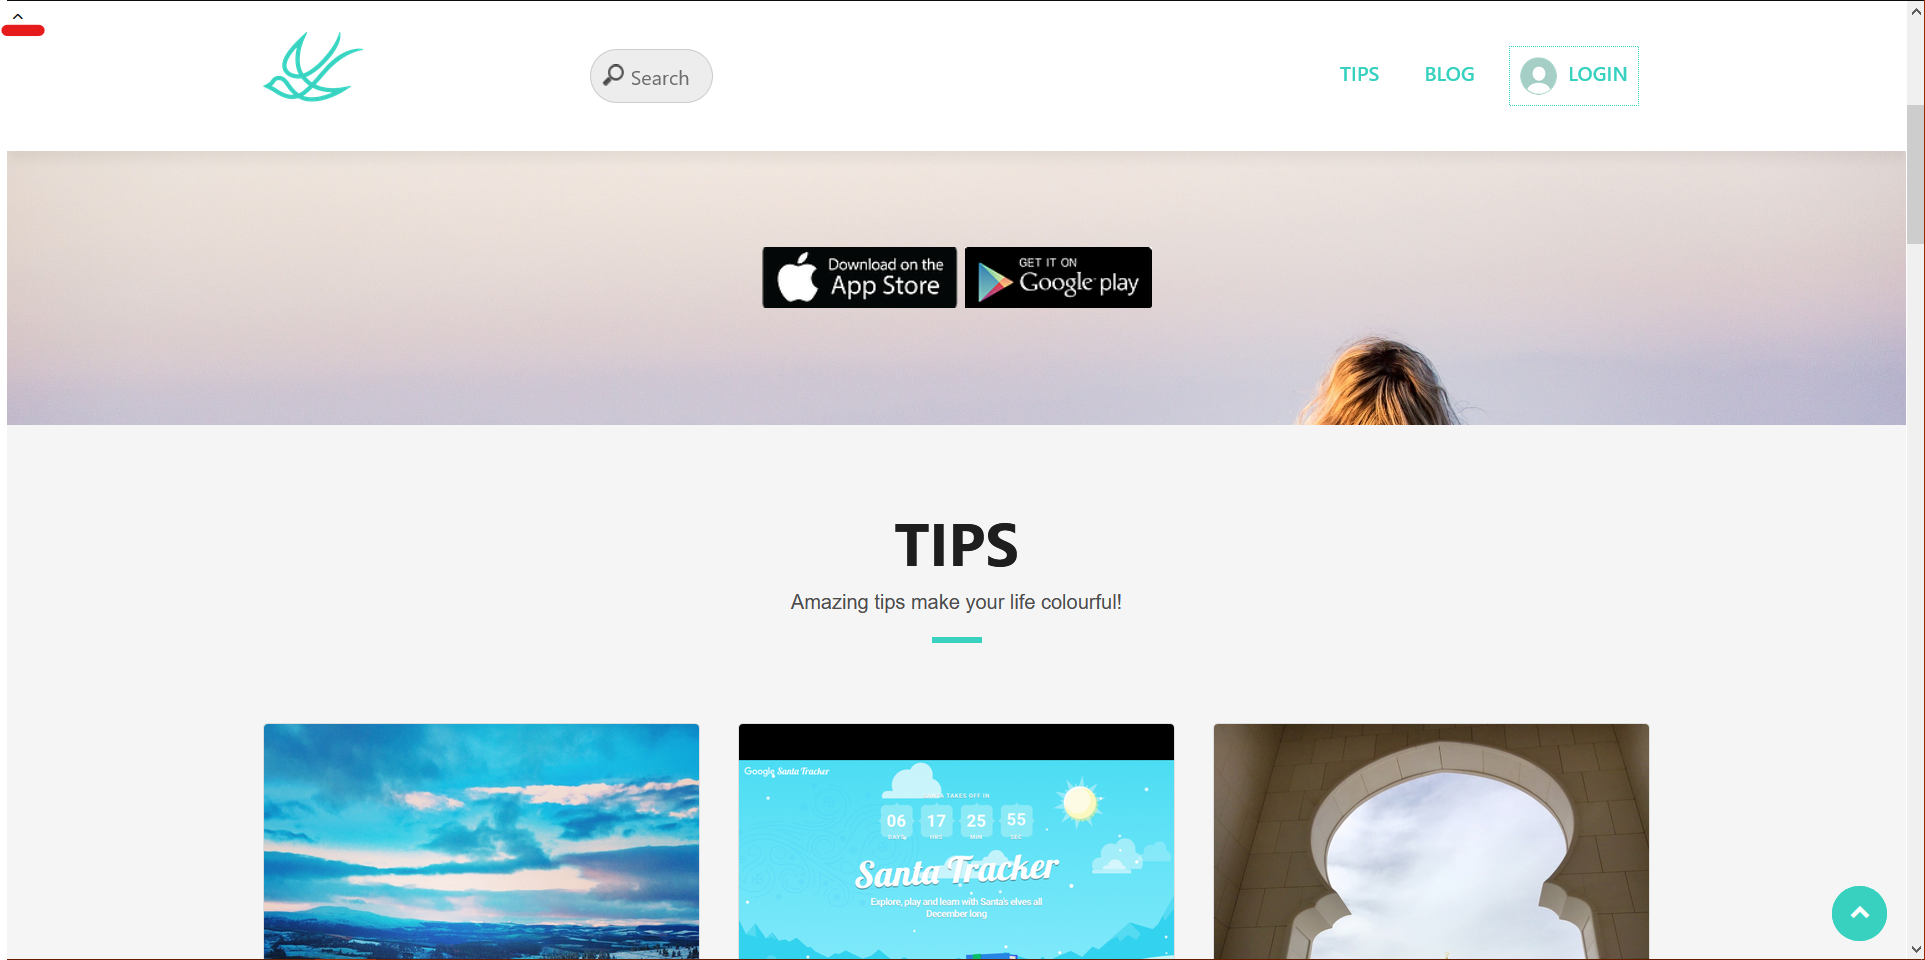 Search
TIPS
BLOG
LOGIN
Download on the
App Store
GET IT ON
Google play
TIPS
Amazing tips make your life colourful!
Google Santa Tracker
SANTA TAKES OFF IN
06 17 25 55
DAYS HRS MIN SEC
Santa Tracker
Explore, play and learn with Santa's elves all
December long